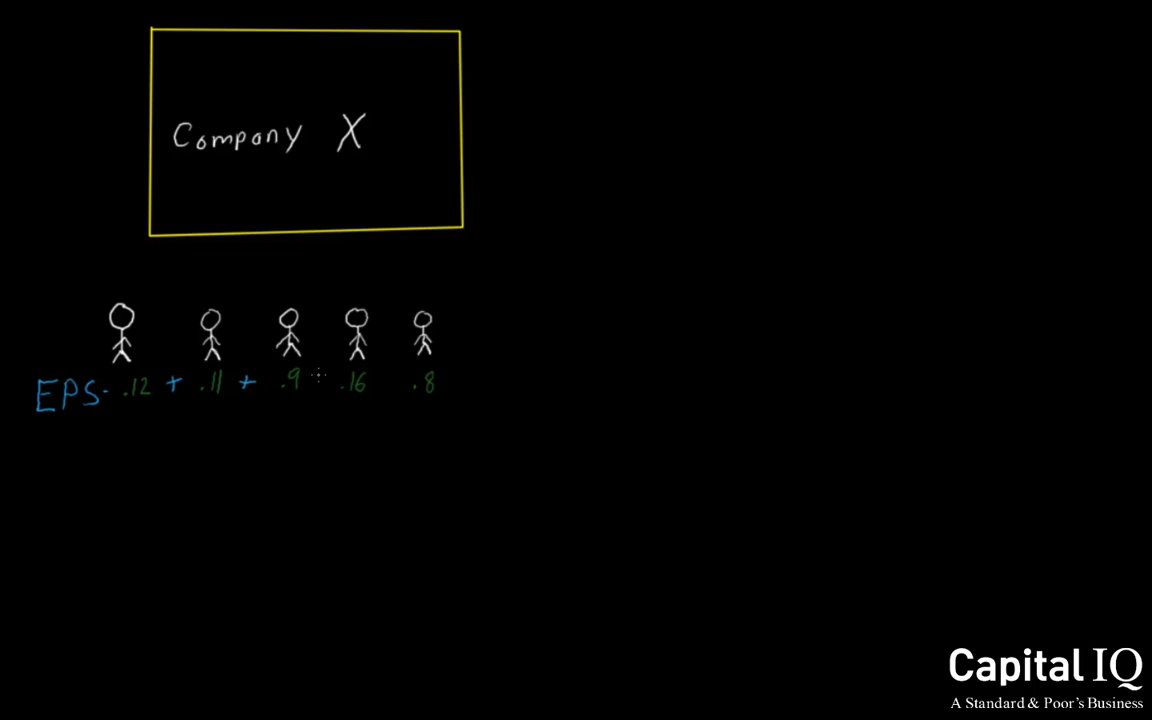 Company X
EPS- .12 + .11 + .9 .16 .8
Capital IQ
A Standard & Poor's Business